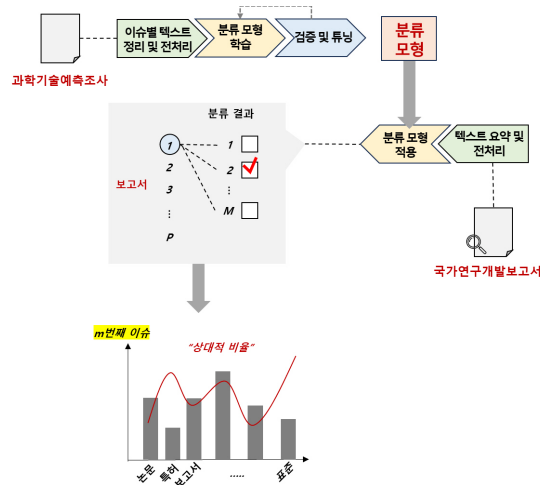 이슈별 텍스트
정리 및 전처리
분류 모형
학습
검증 및 튜닝
분류
모형
과학기술예측조사
분류 결과
1
1
2
2
3
⋮
⋮
M
P
보고서
분류 모형
적용
텍스트 요약 및
전처리
국가연구개발보고서
m번째 이슈
"상대적 비율"
논문
특허
보고서
.....
표준